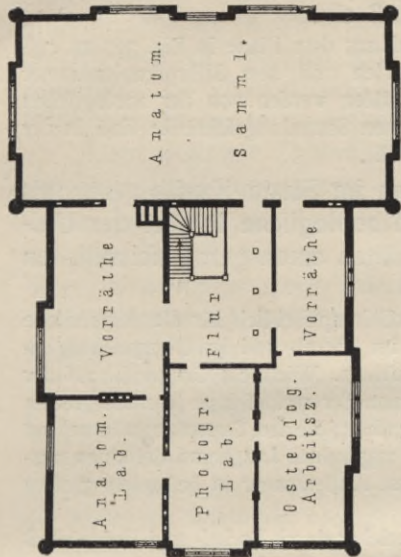 Anatom.
Samml.
Vorräthe
Flur
Vorräthe
Anatom.
Lab.
Photogr.
Lab.
Osteolog.
Arbeitsz.